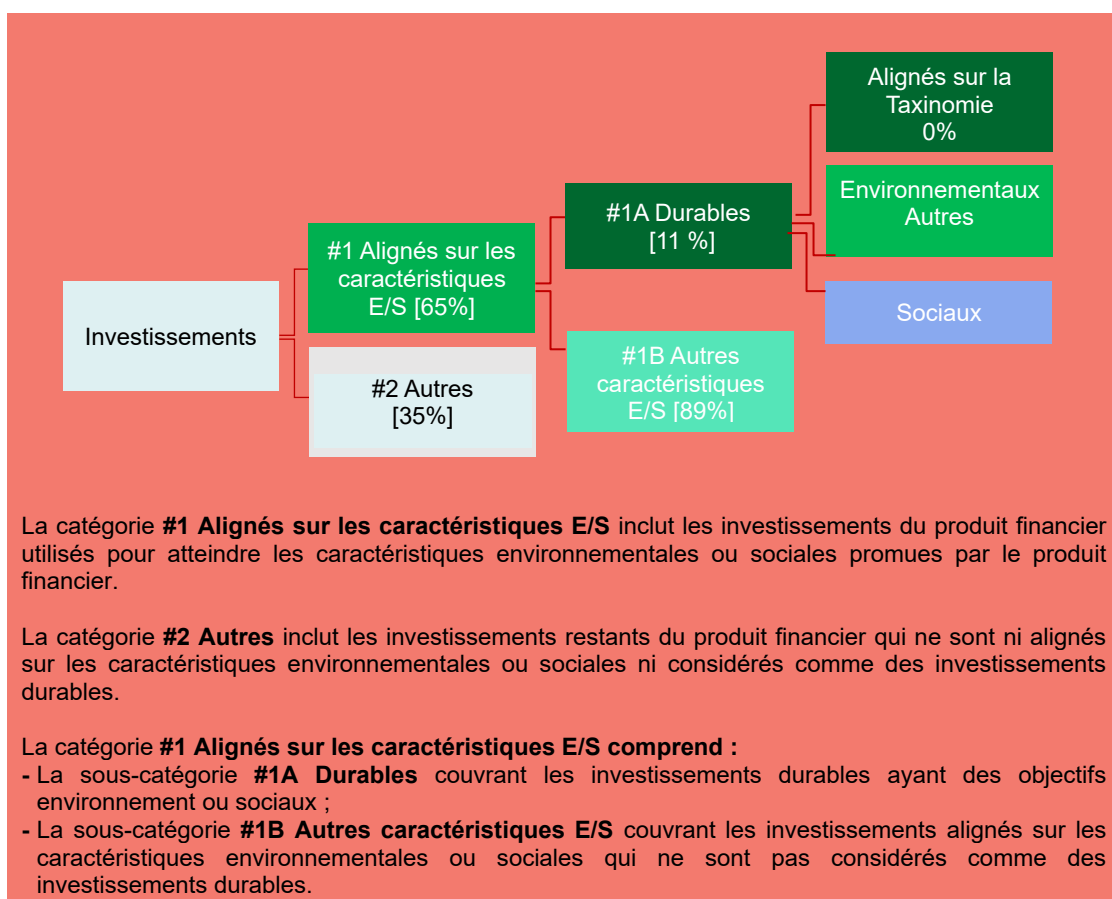 Alignés sur la
Taxinomie
0%
Environnementaux
Autres
#1A Durables
[11 %]
#1 Alignés sur les
caractéristiques
E/S [65%]
Sociaux
Investissements
#1B Autres
caractéristiques
E/S [89%]
#2 Autres
[35%]
La catégorie #1 Alignés sur les caractéristiques E/S inclut les investissements du produit financier
utilisés pour atteindre les caractéristiques environnementales ou sociales promues par le produit
financier.
La catégorie #2 Autres inclut les investissements restants du produit financier qui ne sont ni alignés
sur les caractéristiques environnementales ou sociales ni considérés comme des investissements
durables.
La catégorie #1 Alignés sur les caractéristiques E/S comprend :
- La sous-catégorie #1A Durables couvrant les investissements durables ayant des objectifs
environnement ou sociaux ;
- La sous-catégorie #1B Autres caractéristiques E/S couvrant les investissements alignés sur les
caractéristiques environnementales ou sociales qui ne sont pas considérés comme des
investissements durables.